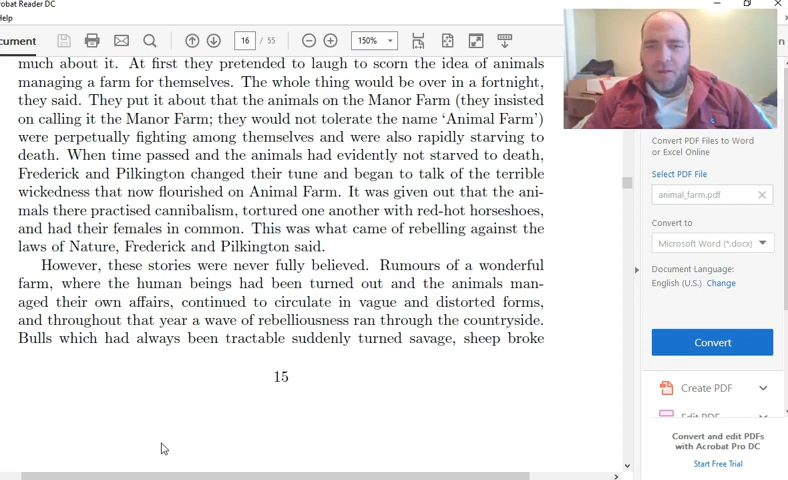 obat Reader DC
Help
ocument
16 / 55
150%
much about it. At first they pretended to laugh to scorn the idea of animals
managing a farm for themselves. The whole thing would be over in a fortnight,
they said. They put it about that the animals on the Manor Farm (they insisted
on calling it the Manor Farm; they would not tolerate the name ‘Animal Farm’)
were perpetually fighting among themselves and were also rapidly starving to
death. When time passed and the animals had evidently not starved to death,
Frederick and Pilkington changed their tune and began to talk of the terrible
wickedness that now flourished on Animal Farm. It was given out that the ani-
mals there practised cannibalism, tortured one another with red-hot horseshoes,
and had their females in common. This was what came of rebelling against the
laws of Nature, Frederick and Pilkington said.
However, these stories were never fully believed. Rumours of a wonderful
farm, where the human beings had been turned out and the animals man-
aged their own affairs, continued to circulate in vague and distorted forms,
and throughout that year a wave of rebelliousness ran through the countryside.
Bulls which had always been tractable suddenly turned savage, sheep broke
15
Convert PDF Files to Word
or Excel Online
Select PDF File
animal_farm.pdf
Convert to
Microsoft Word (*.docx)
Document Language:
English (U.S.) Change
Convert
Create PDF
Edit PDF
Convert and edit PDFs
with Acrobat Pro DC
Start Free Trial